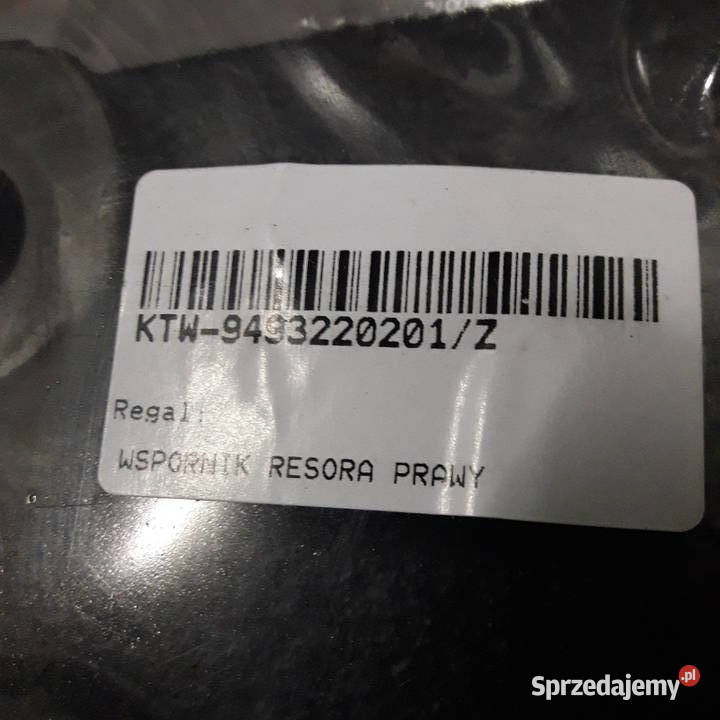 KTW-9493220201/Z
Regal:
WSPORNIK RESORA PRAWY
Sprzedajemy.pl